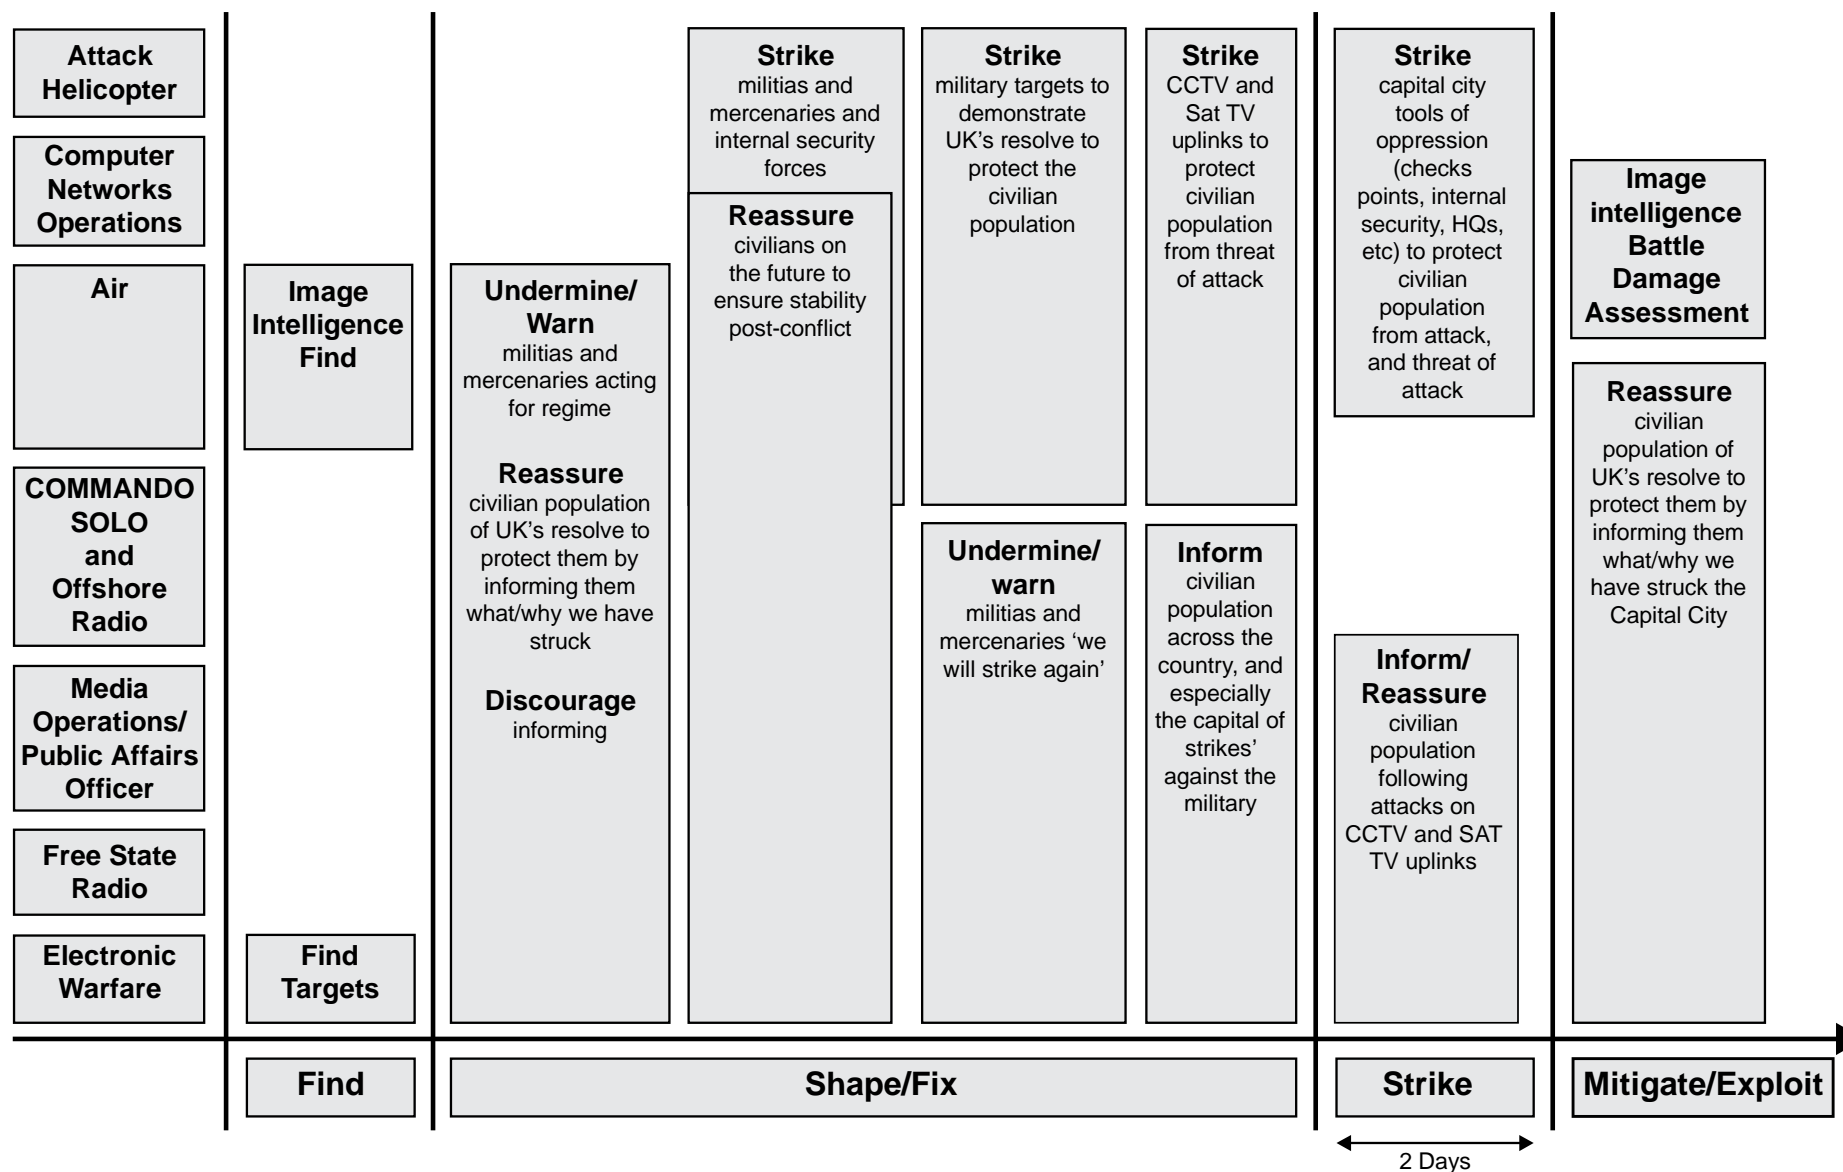 Attack
Helicopter
Computer
Networks
Operations
Air
COMMANDO
SOLO
and
Offshore
Radio
Media
Operations/
Public Affairs
Officer
Free State
Radio
Electronic
Warfare
Image
Intelligence
Find
Find
Targets
Undermine/
Warn
militias and
mercenaries acting
for regime
Reassure
civilian population
of UK's resolve to
protect them by
informing them
what/why we have
struck
Discourage
informing
Strike
militias and
mercenaries and
internal security
forces
Reassure
civilians on
the future to
ensure stability
post-conflict
Strike
military targets to
demonstrate
UK's resolve to
protect the
civilian
population
Undermine/
warn
militias and
mercenaries ‘we
will strike again’
Strike
CCTV and
Sat TV
uplinks to
protect
civilian
population
from threat
of attack
Inform
civilian
population
across the
country, and
especially
the capital of
strikes’
against the
military
Strike
capital city
tools of
oppression
(checks
points, internal
security, HQs,
etc) to protect
civilian
population
from attack,
and threat of
attack
Inform/
Reassure
civilian
population
following
attacks on
CCTV and SAT
TV uplinks
Image
intelligence
Battle
Damage
Assessment
Reassure
civilian
population of
UK's resolve to
protect them by
informing them
what/why we
have struck the
Capital City
Find
Shape/Fix
Strike
Mitigate/Exploit
2 Days